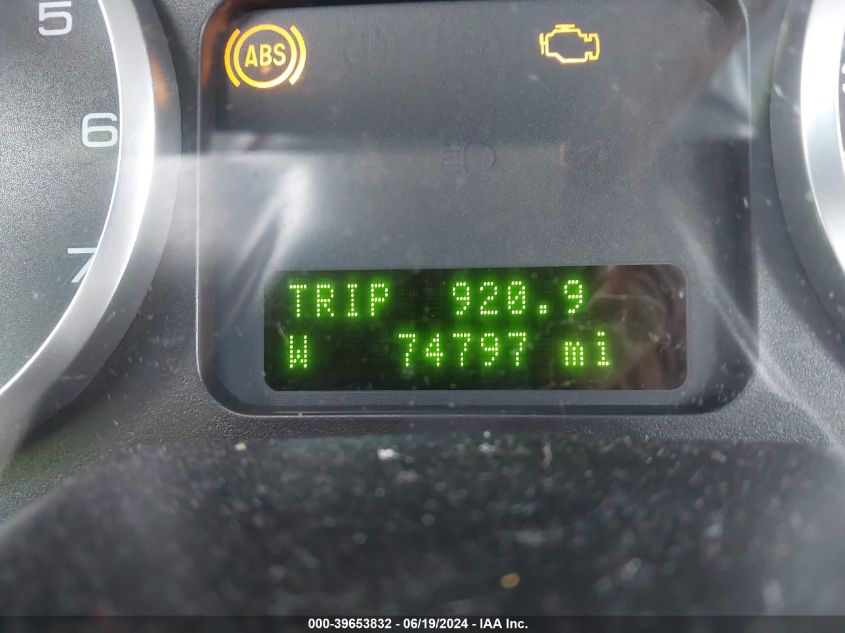 5
ABS
6
7
TRIP 920.9
W 74797 mi
000-39653832 - 06/19/2024 - IAA Inc.